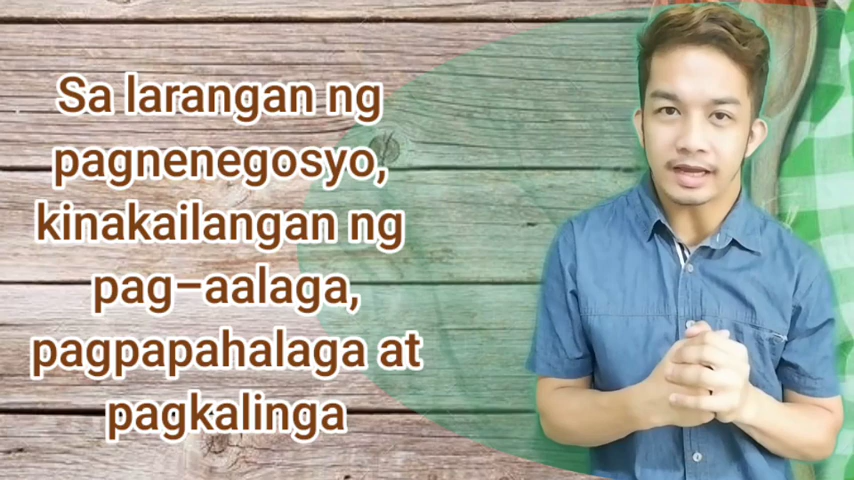 Sa larangan ng
pagnenegosyo,
kinakailangan ng
pag–aalaga,
pagpapahalaga at
pagkalinga